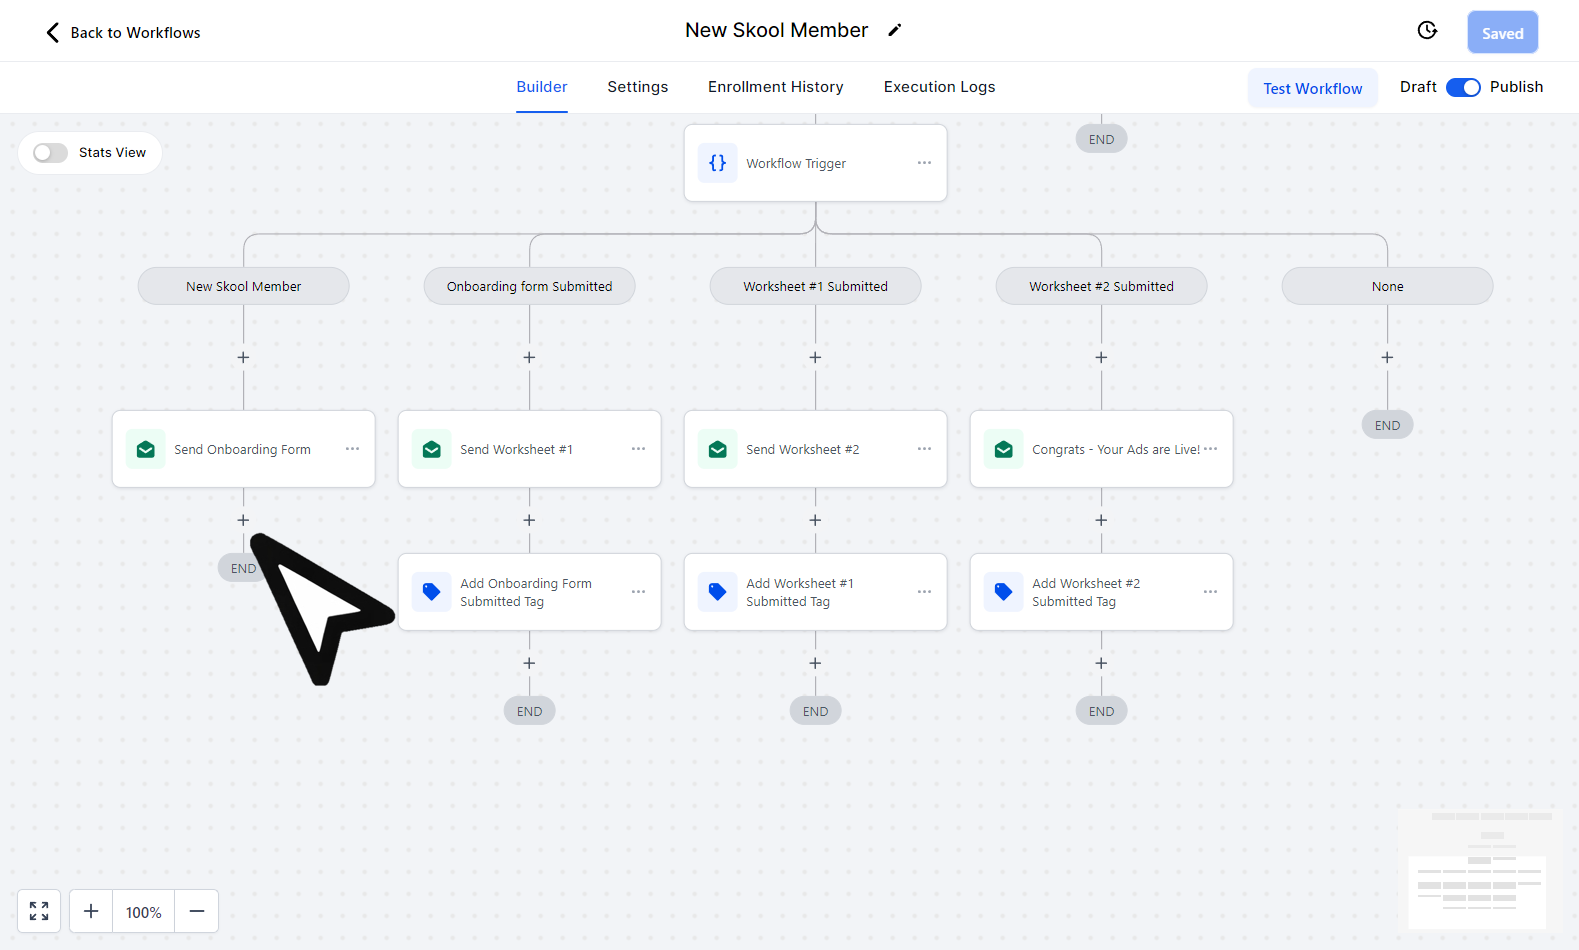 Back to Workflows
New Skool Member
Saved
Builder
Settings
Enrollment History
Execution Logs
Test Workflow
Draft
Publish
Stats View
{} Workflow Trigger
END
New Skool Member
Onboarding form Submitted
Worksheet #1 Submitted
Worksheet #2 Submitted
None
Send Onboarding Form
Send Worksheet #1
Send Worksheet #2
Congrats - Your Ads are Live!
END
END
Add Onboarding Form
Submitted Tag
Add Worksheet #1
Submitted Tag
Add Worksheet #2
Submitted Tag
END
END
END
100%